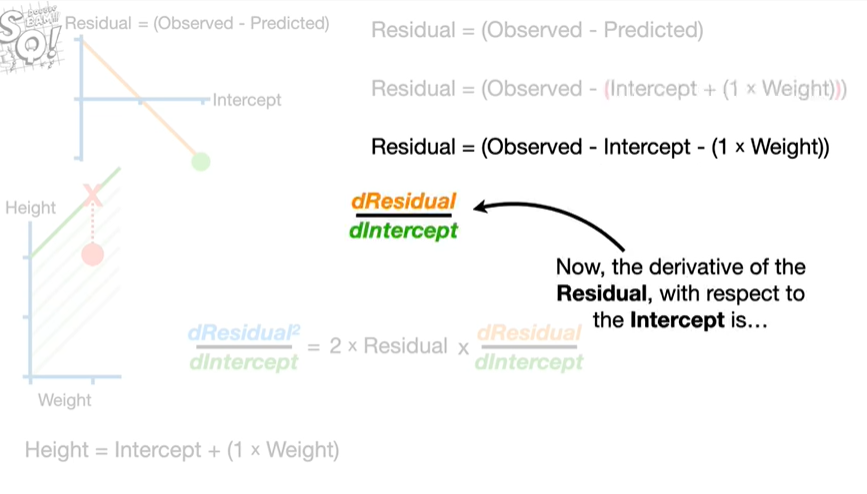 Residual = (Observed - Predicted)
Intercept
Residual = (Observed - Predicted)
Residual = (Observed - (Intercept + (1 × Weight)))
Residual = (Observed - Intercept - (1 × Weight))
dResidual
dIntercept
Now, the derivative of the
Residual, with respect to
the Intercept is…
Height
Weight
dResidual²
dIntercept
= 2 × Residual ×
dResidual
dIntercept
Height = Intercept + (1 × Weight)